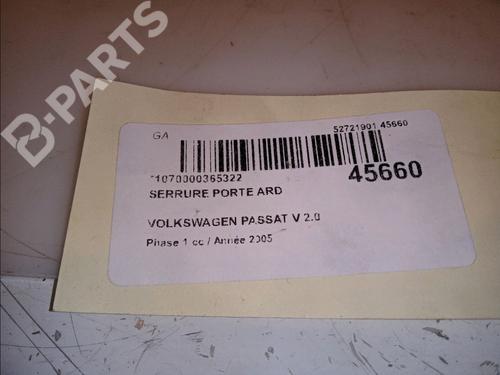 B-PARTS
GA
52721901 45660
*1070000365322
45660
SERRURE PORTE ARD
VOLKSWAGEN PASSAT V 2.0
Phase 1 cc / Année 2005